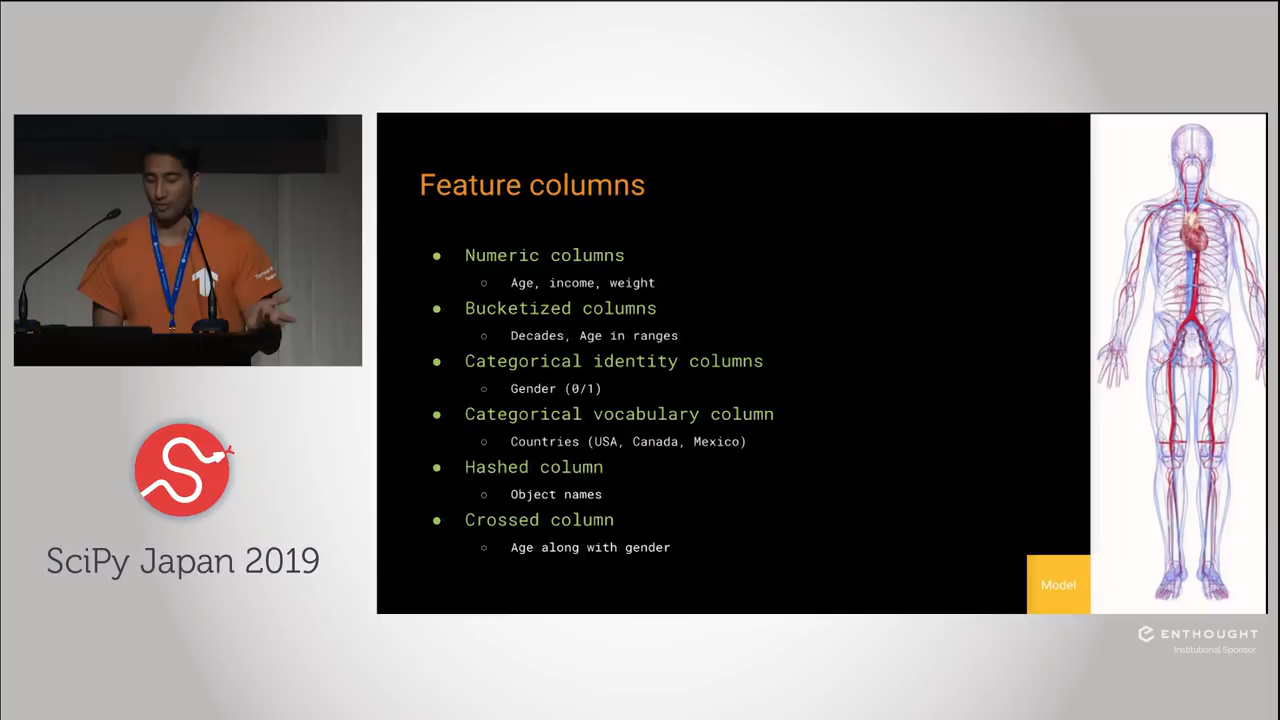 Feature columns
● Numeric columns
○ Age, income, weight
● Bucketized columns
○ Decades, Age in ranges
● Categorical identity columns
○ Gender (0/1)
● Categorical vocabulary column
○ Countries (USA, Canada, Mexico)
● Hashed column
○ Object names
● Crossed column
○ Age along with gender
Model
SciPy Japan 2019
ENTHOUGHT
Institutional Sponsor